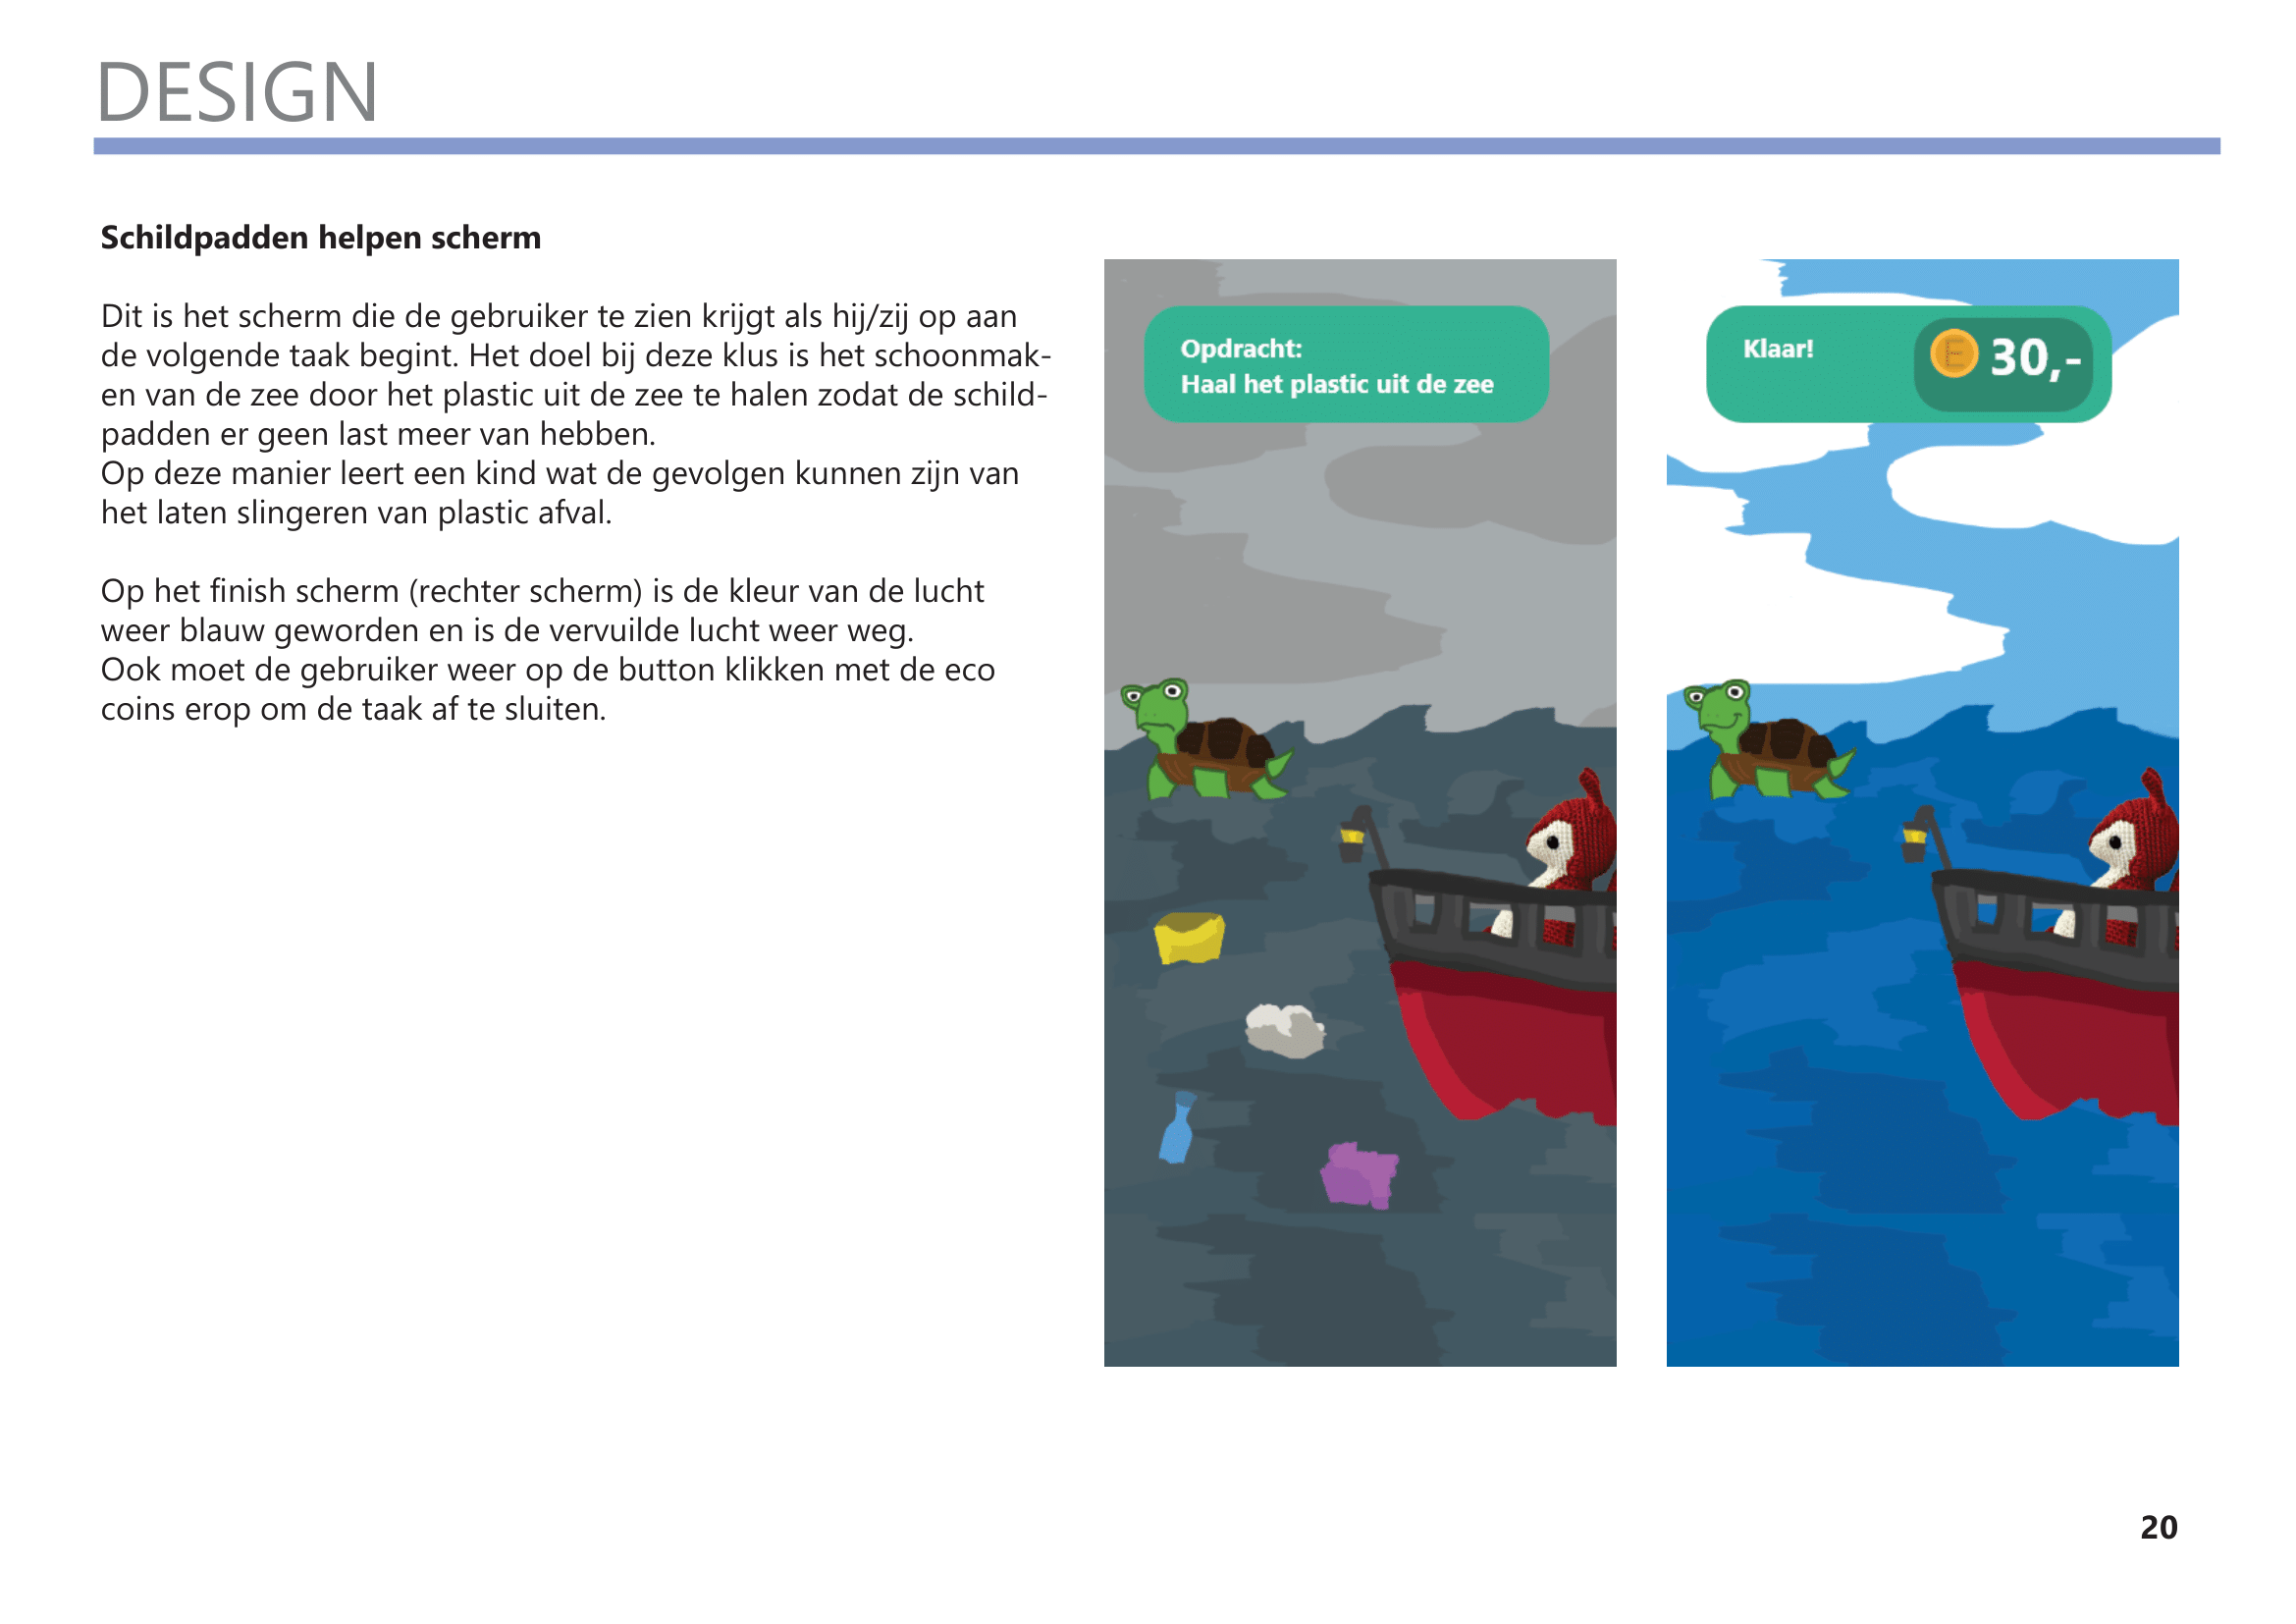 DESIGN
Schildpadden helpen scherm
Dit is het scherm die de gebruiker te zien krijgt als hij/zij op aan
de volgende taak begint. Het doel bij deze klus is het schoonmak-
en van de zee door het plastic uit de zee te halen zodat de schild-
padden er geen last meer van hebben.
Op deze manier leert een kind wat de gevolgen kunnen zijn van
het laten slingeren van plastic afval.
Op het finish scherm (rechter scherm) is de kleur van de lucht
weer blauw geworden en is de vervuilde lucht weer weg.
Ook moet de gebruiker weer op de button klikken met de eco
coins erop om de taak af te sluiten.
Opdracht:
Haal het plastic uit de zee
Klaar!
E 30,-
20